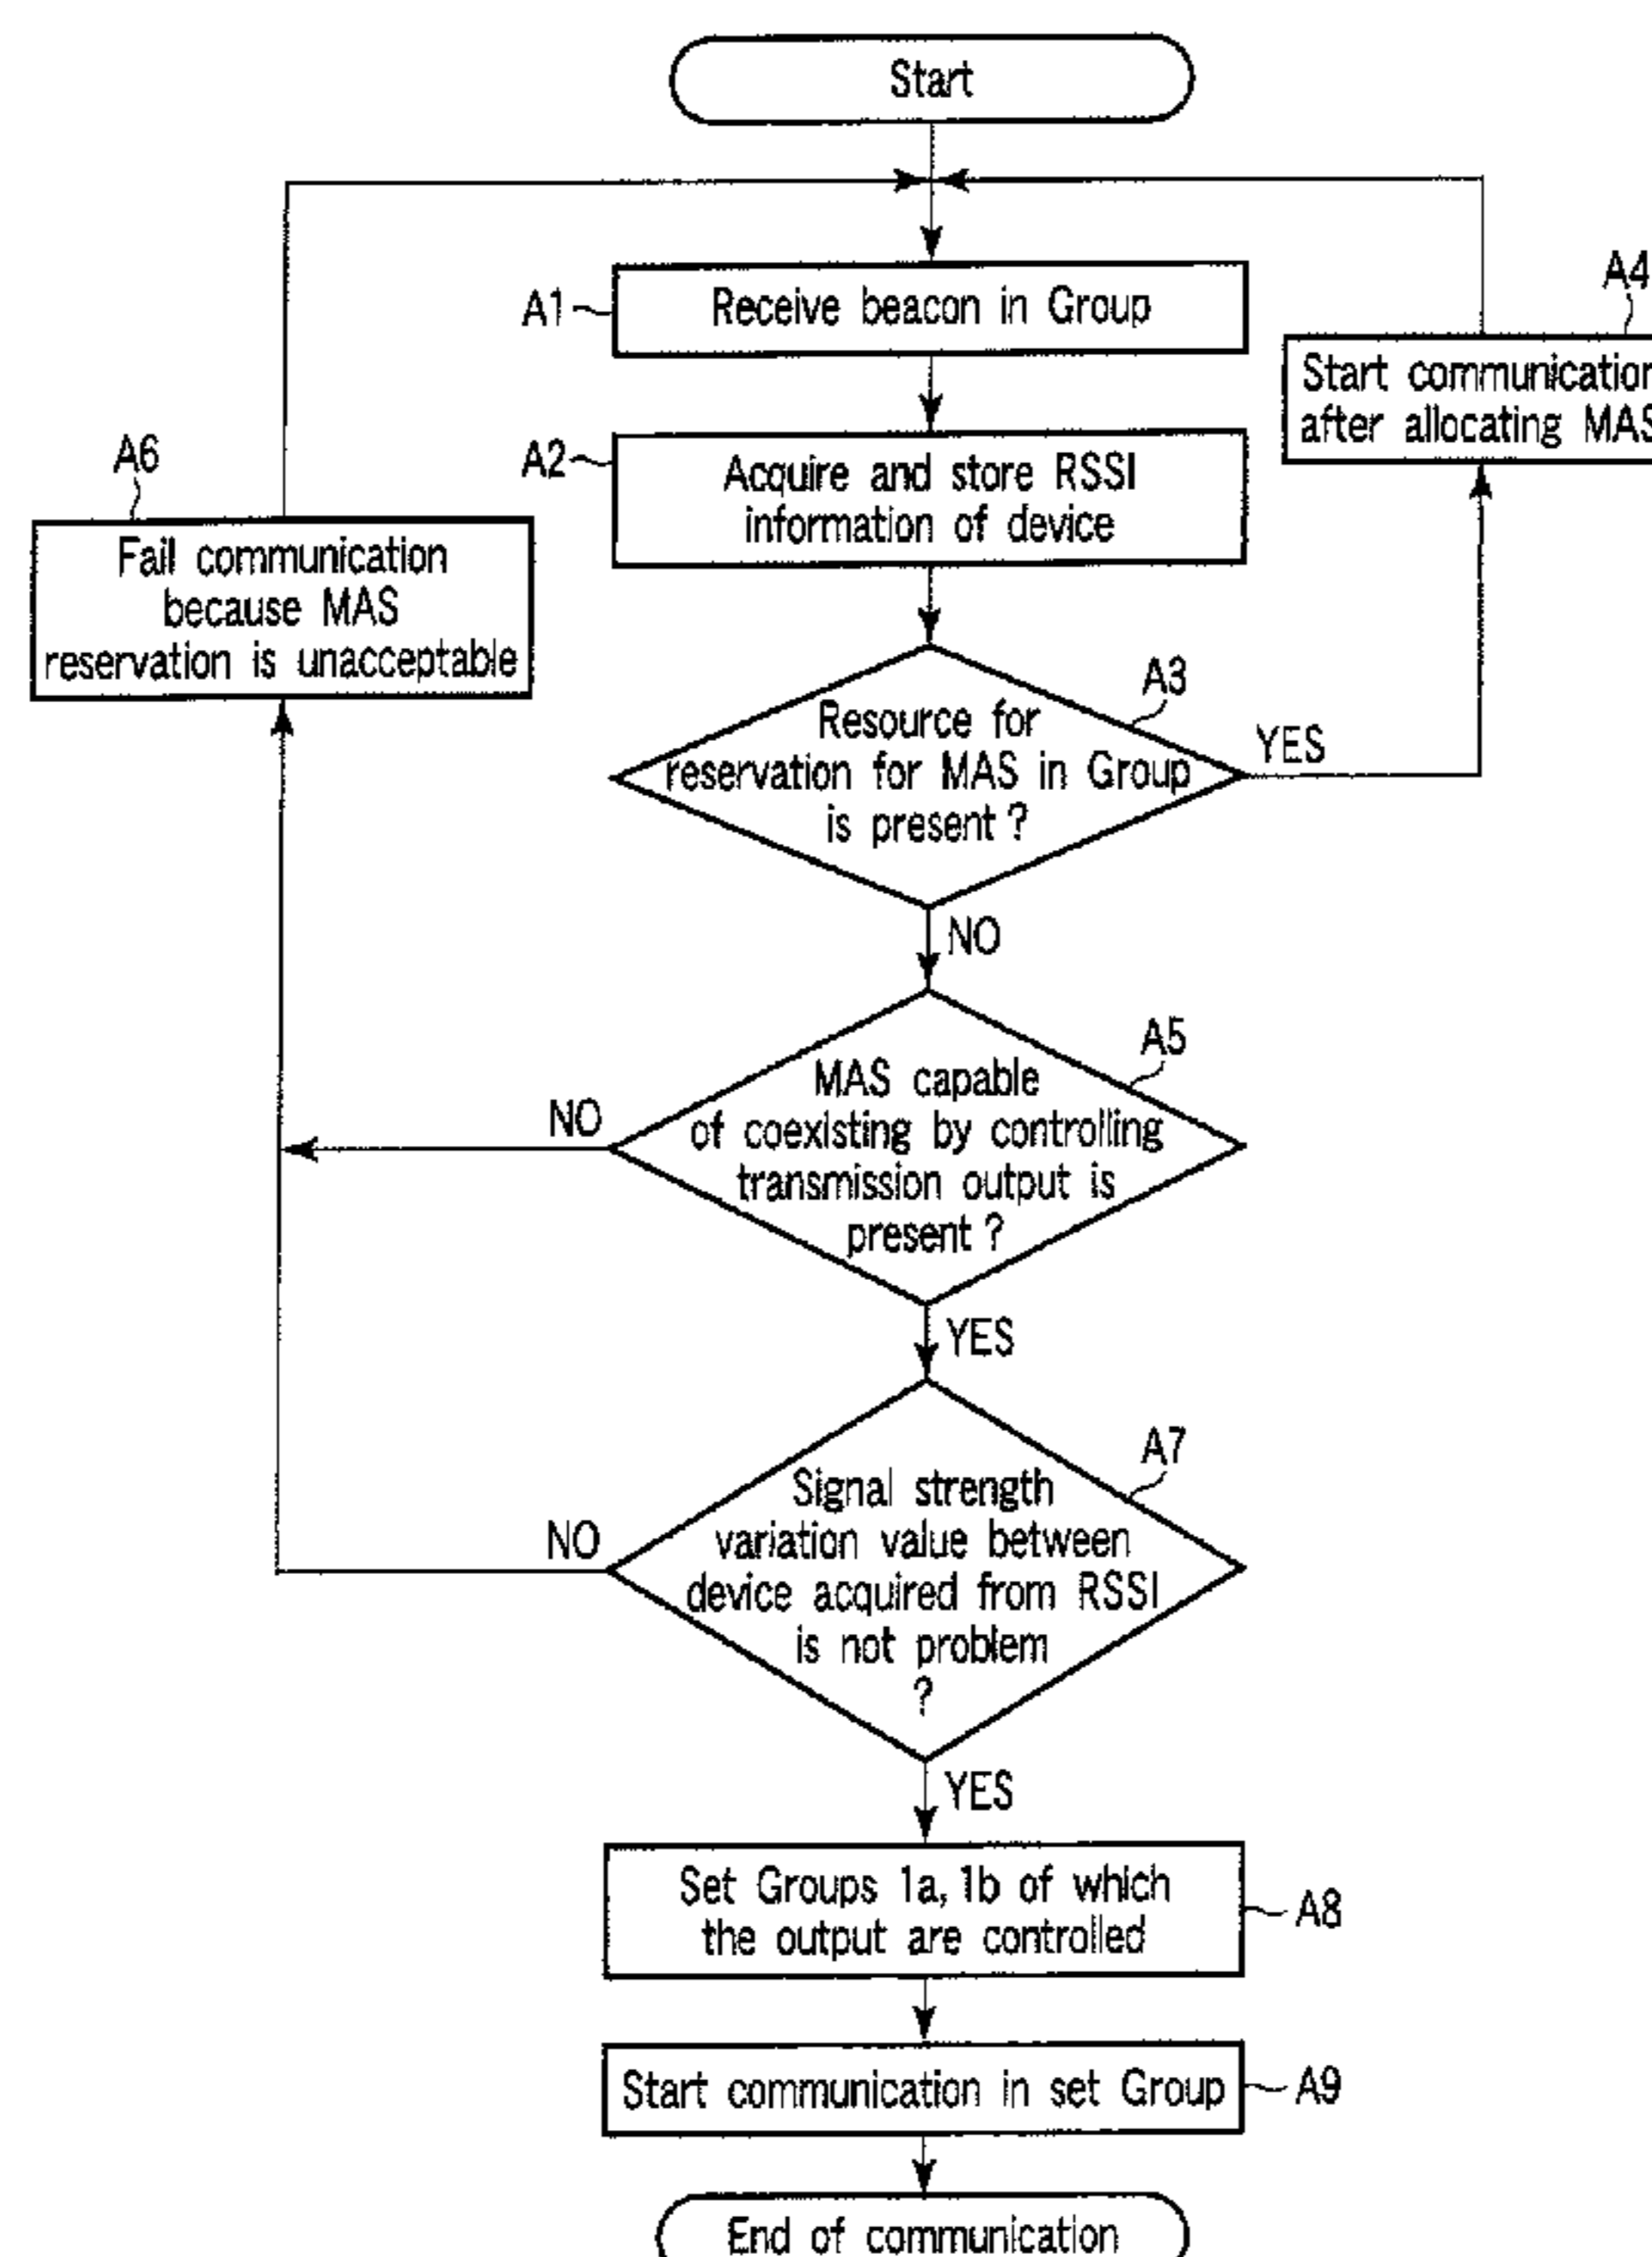 Start
A1
Receive beacon in Group
A4
Start communication
after allocating MAS
A2
Acquire and store RSSI
information of device
A6
Fail communication
because MAS
reservation is unacceptable
A3
Resource for
reservation for MAS in Group
is present ?
YES
NO
A5
MAS capable
of coexisting by controlling
transmission output is
present ?
NO
YES
A7
Signal strength
variation value between
device acquired from RSSI
is not problem
?
NO
YES
Set Groups 1a, 1b of which
the output are controlled
A8
Start communication in set Group
A9
End of communication